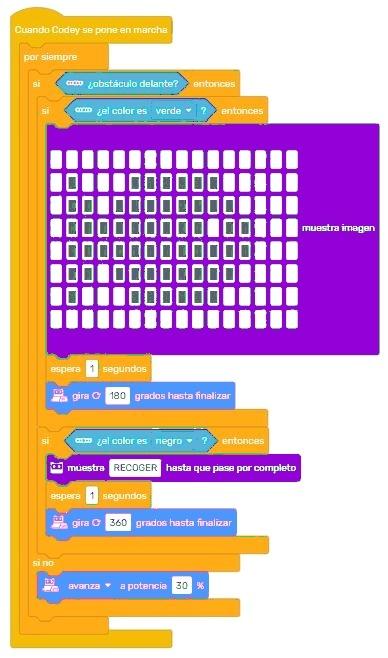 Cuando Codey se pone en marcha
por siempre
si ¿obstáculo delante? entonces
si ¿el color es verde ? entonces
muestra imagen
espera 1 segundos
gira 180 grados hasta finalizar
si ¿el color es negro ? entonces
muestra RECOGER hasta que pase por completo
espera 1 segundos
gira 360 grados hasta finalizar
si no
avanza a potencia 30 %